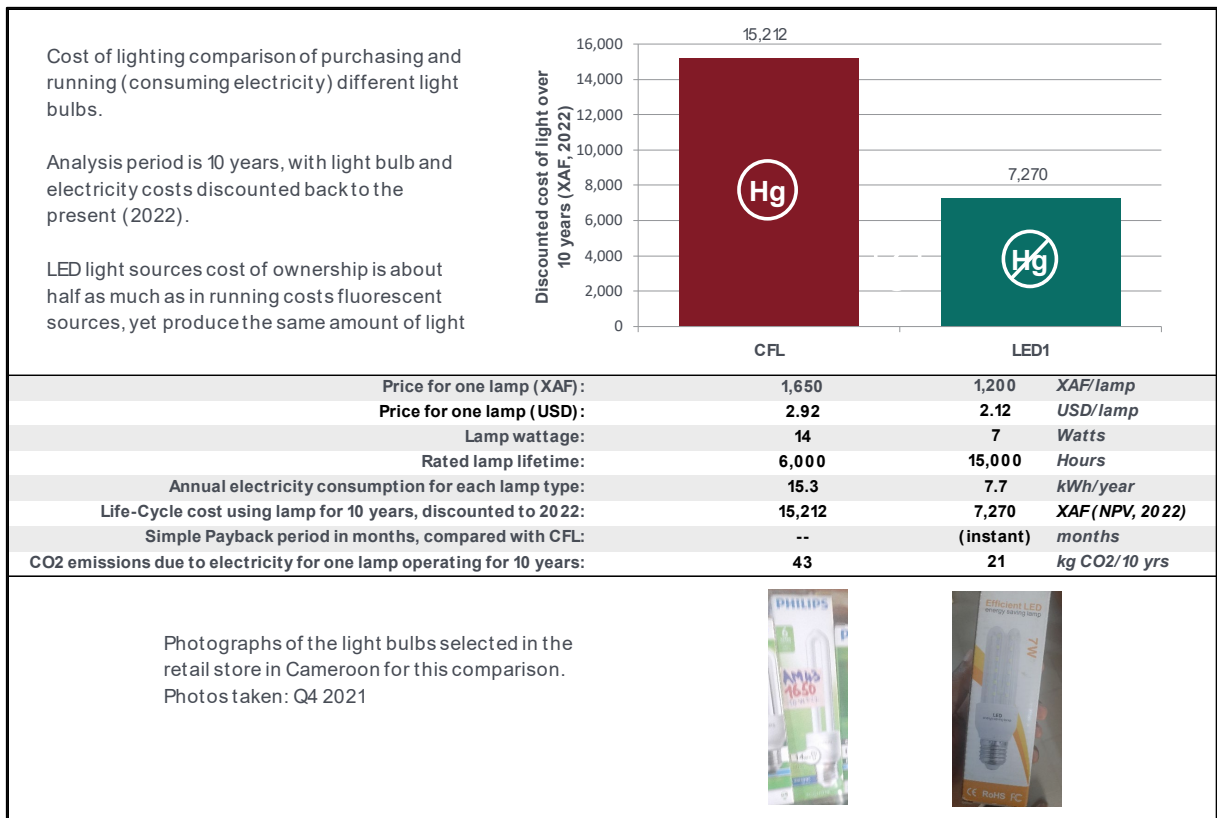 Cost of lighting comparison of purchasing and
running (consuming electricity) different light
bulbs.
Analysis period is 10 years, with light bulb and
electricity costs discounted back to the
present (2022).
LED light sources cost of ownership is about
half as much as in running costs fluorescent
sources, yet produce the same amount of light
Discounted cost of light over
10 years (XAF, 2022)
16,000
14,000
12,000
10,000
8,000
6,000
4,000
2,000
0
15,212
7,270
Hg
Hg
CFL
LED1
Price for one lamp (XAF): 1,650 1,200 XAF/lamp
Price for one lamp (USD): 2.92 2.12 USD/lamp
Lamp wattage: 14 7 Watts
Rated lamp lifetime: 6,000 15,000 Hours
Annual electricity consumption for each lamp type: 15.3 7.7 kWh/year
Life-Cycle cost using lamp for 10 years, discounted to 2022: 15,212 7,270 XAF (NPV, 2022)
Simple Payback period in months, compared with CFL: -- (instant) months
CO2 emissions due to electricity for one lamp operating for 10 years: 43 21 kg CO2/10 yrs
Photographs of the light bulbs selected in the
retail store in Cameroon for this comparison.
Photos taken: Q4 2021
PHILIPS
1650
Efficient LED
energy saving lamp
7W
LED
CE RoHS FC